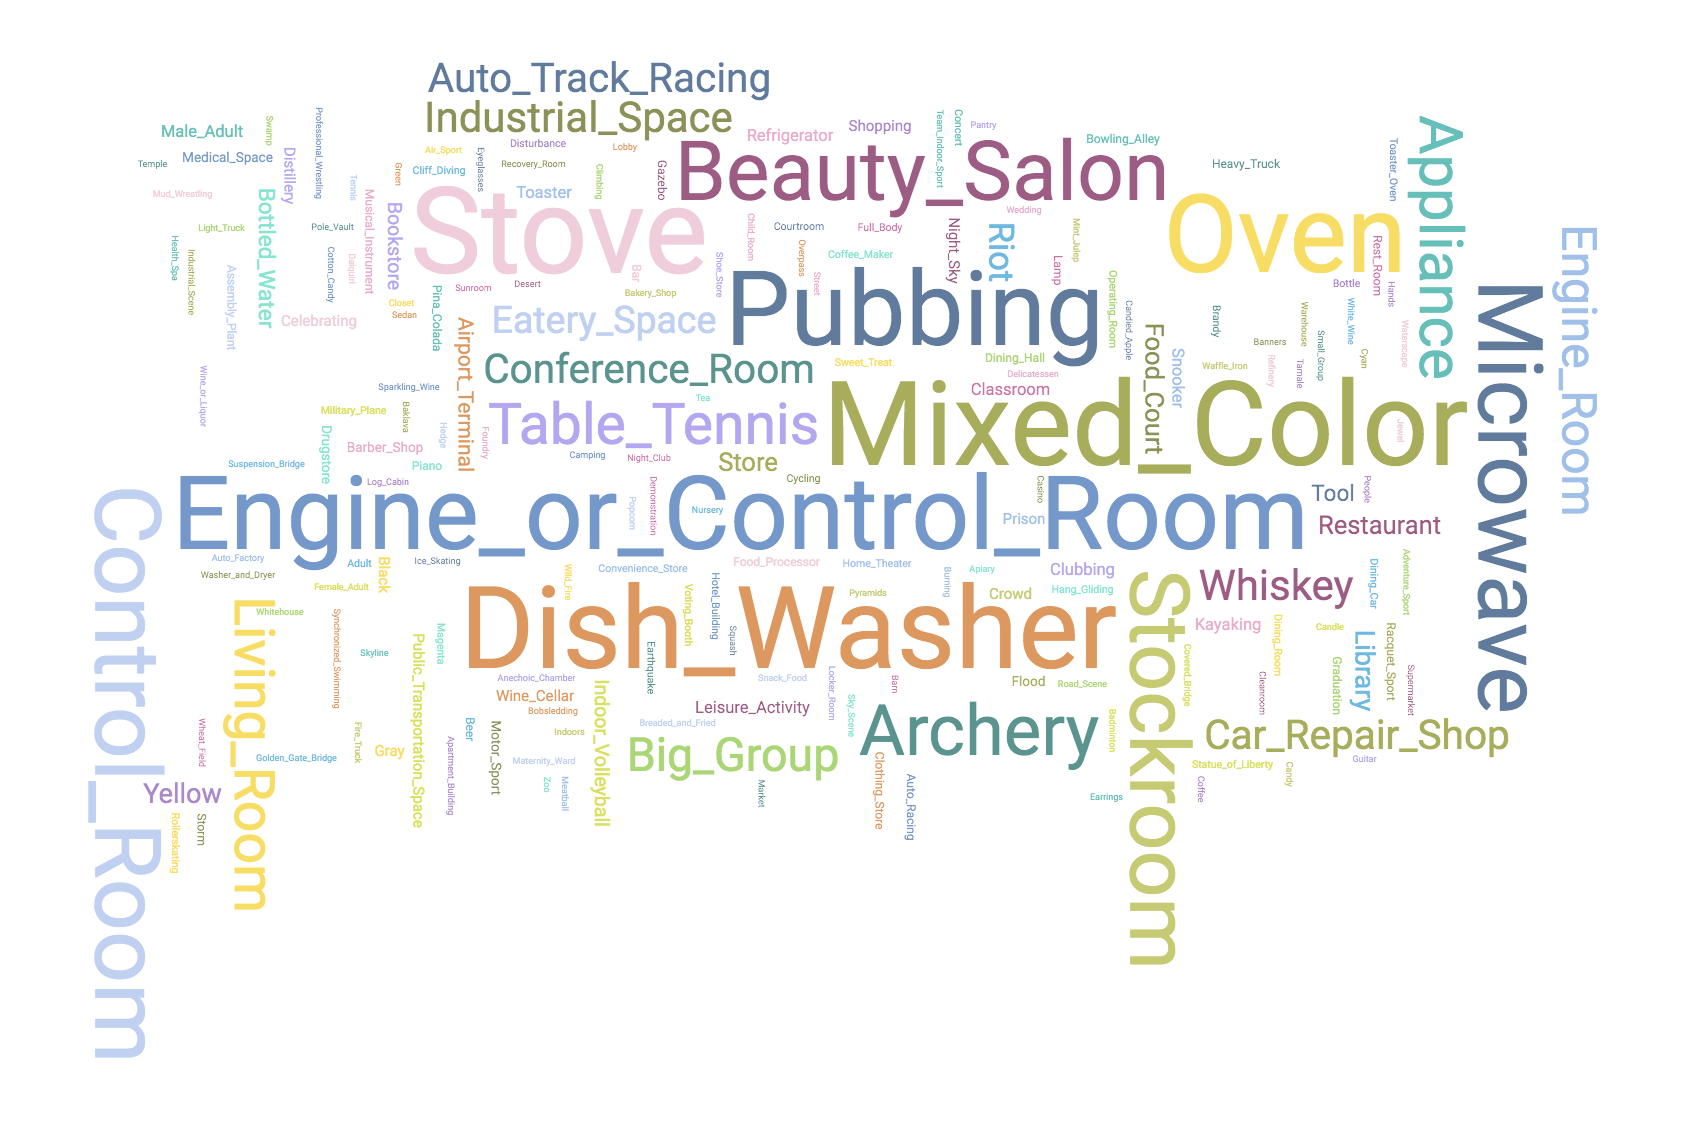 Auto_Track_Racing
Industrial_Space
Male_Adult
Swamp
Professional_Wrestling
Refrigerator
Shopping
Team_Indoor_Sport
Concert
Pantry
Bowling_Alley
Appliance
Temple
Medical_Space
Distillery
Air_Sport
Eyeglasses
Disturbance
Lobby
Beauty_Salon
Toaster_Oven
Green
Cliff_Diving
Recovery_Room
Climbing
Gazebo
Heavy_Truck
Mud_Wrestling
Tennis
Musical_Instrument
Toaster
Stove
Oven
Bottled_Water
Bookstore
Wedding
Light_Truck
Pole_Vault
Child_Room
Courtroom
Full_Body
Night_Sky
Riot
Mint_Julep
Engine_Room
Health_Spa
Industrial_Scene
Cotton_Candy
Daiquiri
Overpass
Coffee_Maker
Lamp
Rest_Room
Assembly_Plant
Bar
Shoe_Store
Street
Operating_Room
Bottle
Hands
Sunroom
Desert
Bakery_Shop
Pubbing
Microwave
Closet
Sedan
Pina_Colada
Celebrating
Airport_Terminal
Eatery_Space
Candied_Apple
Brandy
Warehouse
White_Wine
Waterscape
Food_Court
Banners
Small_Group
Conference_Room
Sweet_Treat
Dining_Hall
Snooker
Waffle_Iron
Refinery
Tamale
Cyan
Wine_or_Liquor
Sparkling_Wine
Delicatessen
Classroom
Mixed_Color
Tea
Military_Plane
Baklava
Table_Tennis
Drugstore
Barber_Shop
Hedge
Foundry
Jewel
Suspension_Bridge
Piano
Camping
Night_Club
Store
Log_Cabin
Cycling
Casino
People
Control_Room
Engine_or_Control_Room
Tool
Popcorn
Demonstration
Nursery
Prison
Restaurant
Auto_Factory
Adult
Black
Ice_Skating
Washer_and_Dryer
Female_Adult
Wild_Fire
Convenience_Store
Food_Processor
Home_Theater
Burning
Apiary
Clubbing
Hotel_Building
Voting_Booth
Pyramids
Crowd
Hang_Gliding
Stockroom
Whiskey
Dining_Car
Adventure_Sport
Living_Room
Whitehouse
Synchronized_Swimming
Dish_Washer
Squash
Kayaking
Dining_Room
Candle
Library
Racquet_Sport
Skyline
Public_Transportation_Space
Magenta
Earthquake
Covered_Bridge
Graduation
Supermarket
Anechoic_Chamber
Snack_Food
Locker_Room
Barn
Flood
Road_Scene
Cleanroom
Wine_Cellar
Bobsledding
Indoor_Volleyball
Leisure_Activity
Sky_Scene
Archery
Badminton
Wheat_Field
Fire_Truck
Beer
Motor_Sport
Indoors
Breaded_and_Fried
Car_Repair_Shop
Golden_Gate_Bridge
Gray
Apartment_Building
Maternity_Ward
Big_Group
Clothing_Store
Statue_of_Liberty
Candy
Guitar
Yellow
Zoo
Meatball
Market
Auto_Racing
Earrings
Coffee
Rollerskating
Storm